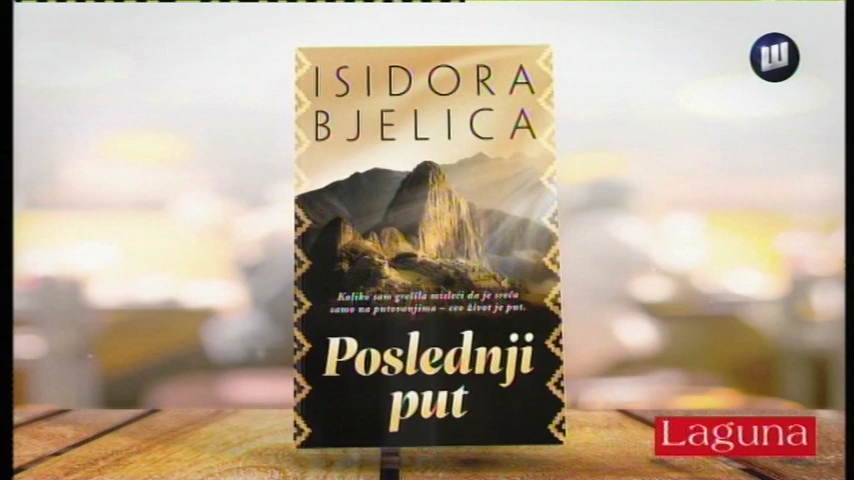 Ш
ISIDORA
BJELICA
Koliko sam grešila misleći da je sreća
samo na putovanjima – ceo život je put.
Poslednji
put
Laguna